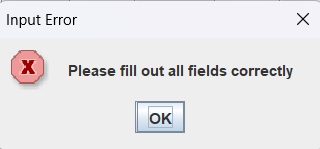 Input Error
Please fill out all fields correctly
OK